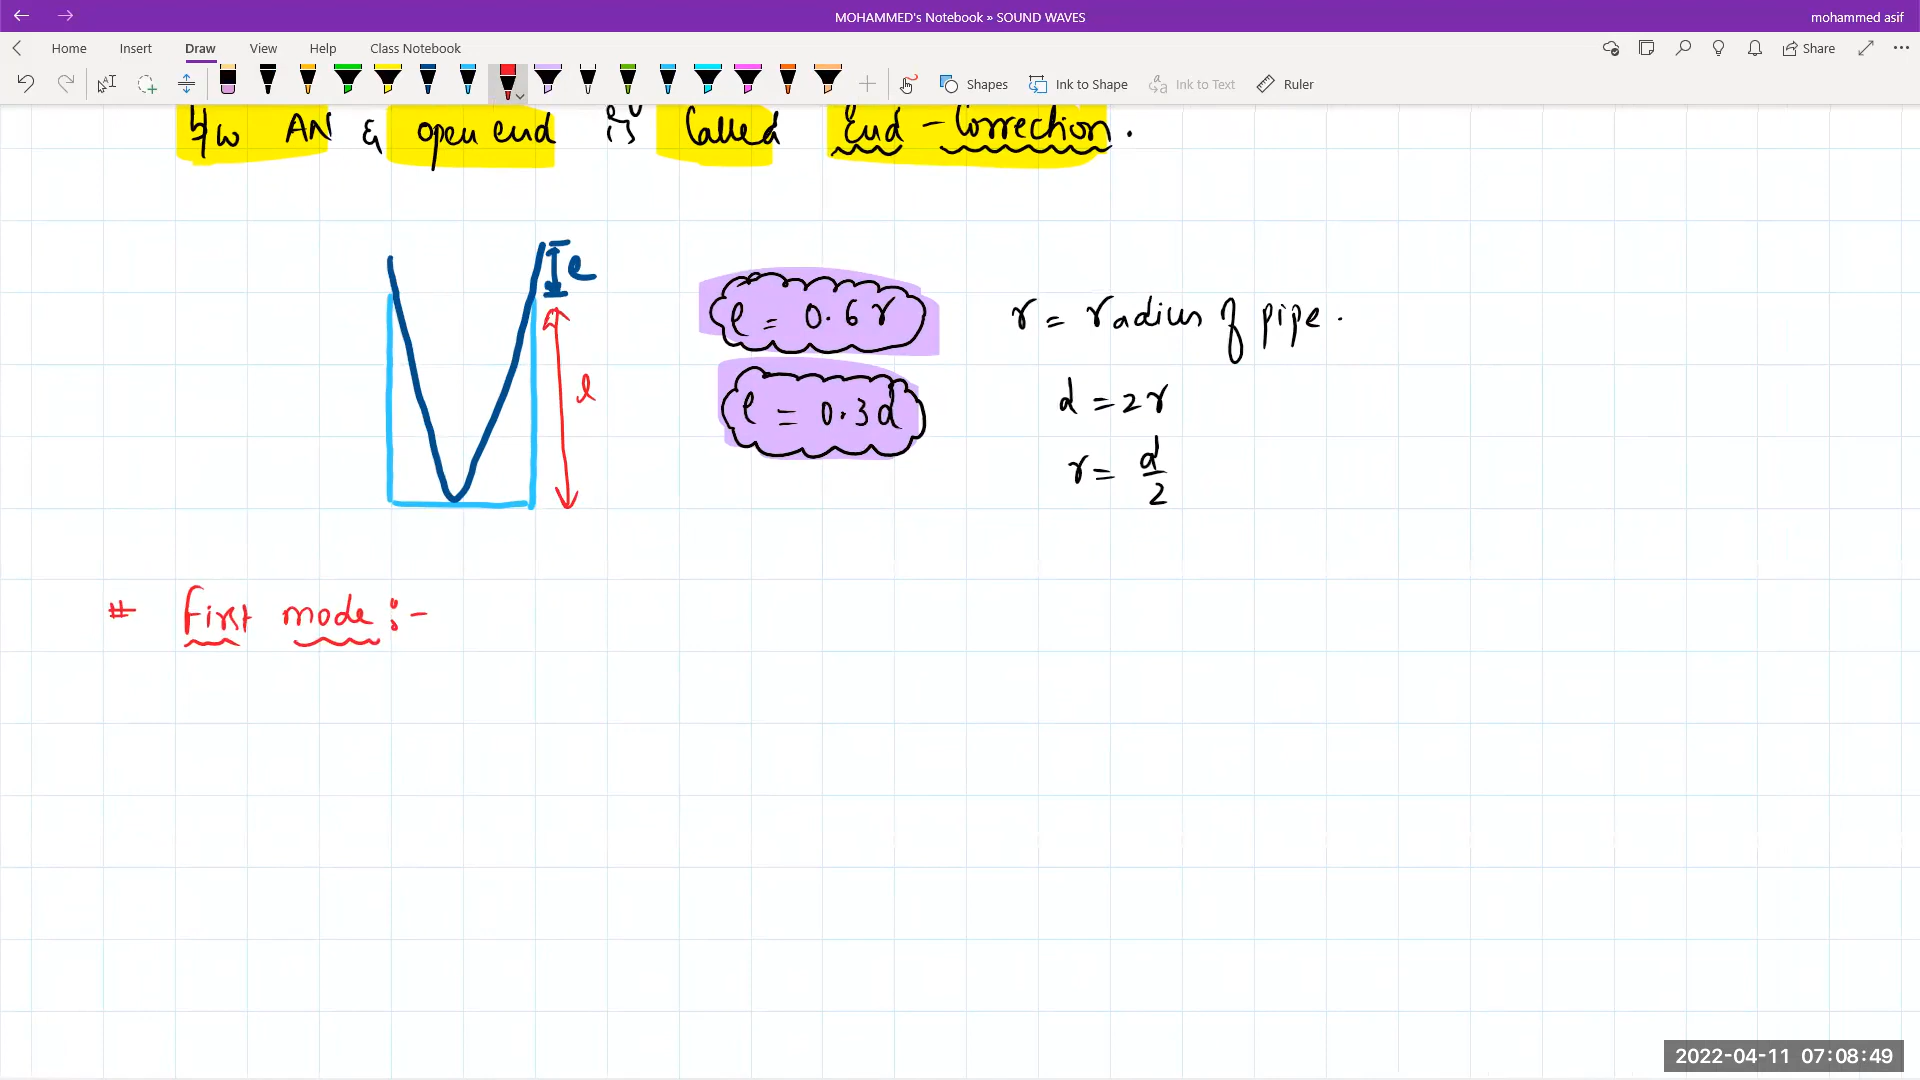 MOHAMMED's Notebook » SOUND WAVES
mohammed asif
Home Insert Draw View Help Class Notebook
Share
Shapes Ink to Shape Ink to Text Ruler
b/w AN & open end is called End - Correction.
e
l
e = 0.6 r
r = radius of pipe.
e = 0.3 d
d = 2r
r = d/2
# First mode :-
2022-04-11 07:08:49